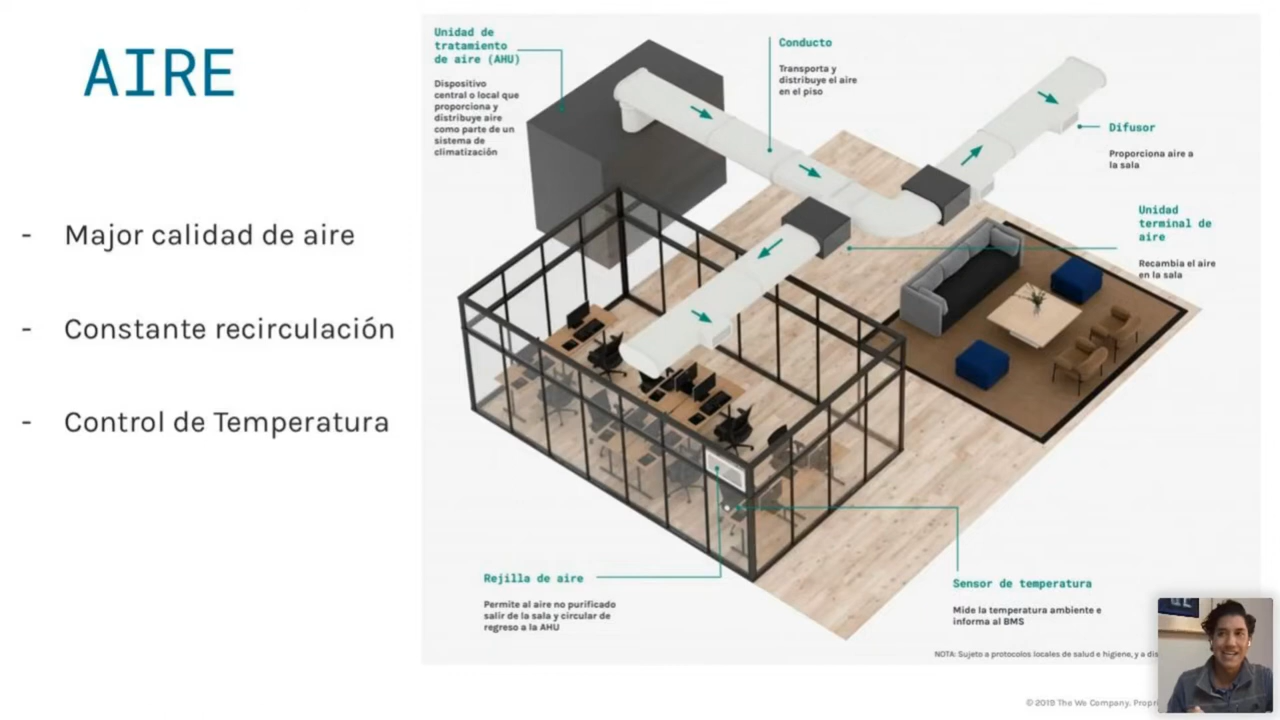 AIRE
- Major calidad de aire
- Constante recirculación
- Control de Temperatura
Unidad de
tratamiento
de aire (AHU)
Dispositivo
central o local que
proporciona y
distribuye aire
como parte de un
sistema de
climatización
Conducto
Transporta y
distribuye el aire
en el piso
Difusor
Proporciona aire a
la sala
Unidad
terminal de
aire
Recambia el aire
en la sala
Rejilla de aire
Permite al aire no purificado
salir de la sala y circular de
regreso a la AHU
Sensor de temperatura
Mide la temperatura ambiente e
informa al BMS
NOTA: Sujeto a protocolos locales de salud e higiene, y a
© 2019 The We Company.